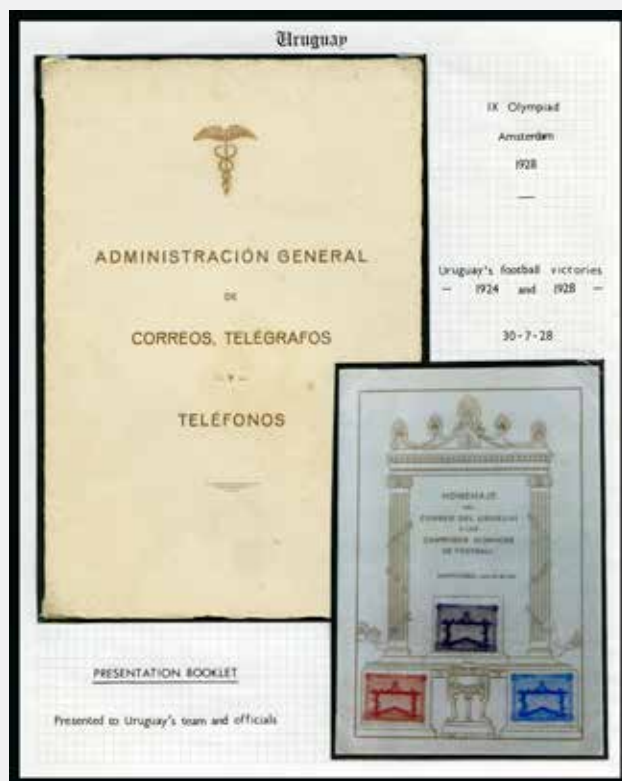 Uruguay
IX Olympiad
Amsterdam
1928
ADMINISTRACIÓN GENERAL
DE
CORREOS, TELÉGRAFOS
Y
TELÉFONOS
Uruguay's football victories
— 1924 and 1928 —
30-7-28
HOMENAJE
DEL
CORREO DEL URUGUAY
A LOS
CAMPEONES OLIMPICOS
DE FOOTBALL
PRESENTATION BOOKLET
Presented to Uruguay's team and officials